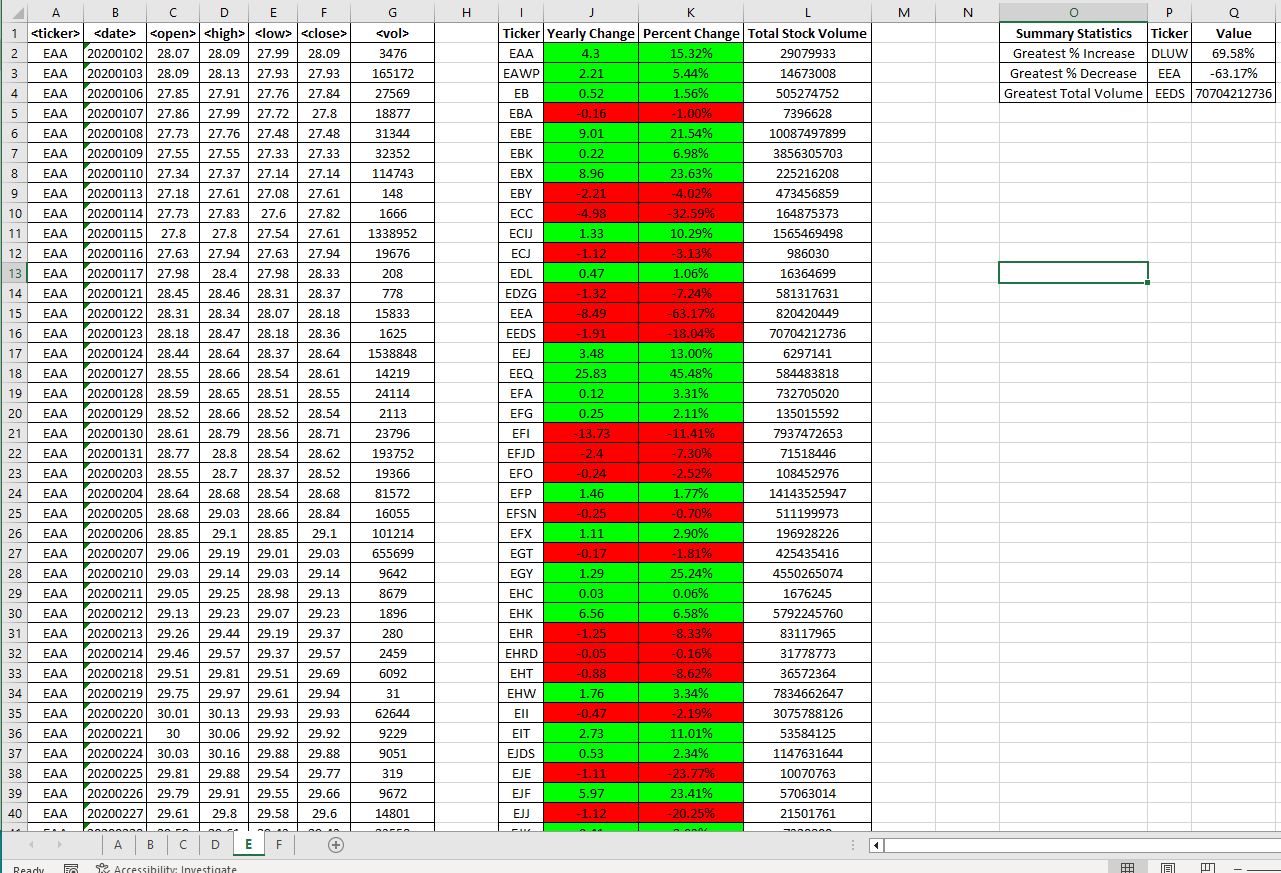 A B C D E F G H I J K L M N O P Q
1 <ticker> <date> <open> <high> <low> <close> <vol> Ticker Yearly Change Percent Change Total Stock Volume Summary Statistics Ticker Value
2 EAA 20200102 28.07 28.09 27.99 28.09 3476 EAA 4.3 15.32% 29079933 Greatest % Increase DLUW 69.58%
3 EAA 20200103 28.09 28.13 27.93 27.93 165172 EAWP 2.21 5.44% 14673008 Greatest % Decrease EEA -63.17%
4 EAA 20200106 27.85 27.91 27.76 27.84 27569 EB 0.52 1.56% 505274752 Greatest Total Volume EEDS 70704212736
5 EAA 20200107 27.86 27.99 27.72 27.8 18877 EBA -0.16 -1.00% 7396628
6 EAA 20200108 27.73 27.76 27.48 27.48 31344 EBE 9.01 21.54% 10087497899
7 EAA 20200109 27.55 27.55 27.33 27.33 32352 EBK 0.22 6.98% 3856305703
8 EAA 20200110 27.34 27.37 27.14 27.14 114743 EBX 8.96 23.63% 225216208
9 EAA 20200113 27.18 27.61 27.08 27.61 148 EBY -2.21 -4.02% 473456859
10 EAA 20200114 27.73 27.83 27.6 27.82 1666 ECC -4.98 -32.59% 164875373
11 EAA 20200115 27.8 27.8 27.54 27.61 1338952 ECIJ 1.33 10.29% 1565469498
12 EAA 20200116 27.63 27.94 27.63 27.94 19676 ECJ -1.12 -3.13% 986030
13 EAA 20200117 27.98 28.4 27.98 28.33 208 EDL 0.47 1.06% 16364699
14 EAA 20200121 28.45 28.46 28.31 28.37 778 EDZG -1.32 -7.24% 581317631
15 EAA 20200122 28.31 28.34 28.07 28.18 15833 EEA -8.49 -63.17% 820420449
16 EAA 20200123 28.18 28.47 28.18 28.36 1625 EEDS -1.91 -18.04% 70704212736
17 EAA 20200124 28.44 28.64 28.37 28.64 1538848 EEJ 3.48 13.00% 6297141
18 EAA 20200127 28.55 28.66 28.54 28.61 14219 EEQ 25.83 45.48% 584483818
19 EAA 20200128 28.59 28.65 28.51 28.55 24114 EFA 0.12 3.31% 732705020
20 EAA 20200129 28.52 28.66 28.52 28.54 2113 EFG 0.25 2.11% 135015592
21 EAA 20200130 28.61 28.79 28.56 28.71 23796 EFI -13.73 -11.41% 7937472653
22 EAA 20200131 28.77 28.8 28.54 28.62 193752 EFJD -2.4 -7.30% 71518446
23 EAA 20200203 28.55 28.7 28.37 28.52 19366 EFO -0.24 -2.52% 108452976
24 EAA 20200204 28.64 28.68 28.54 28.68 81572 EFP 1.46 1.77% 14143525947
25 EAA 20200205 28.68 29.03 28.66 28.84 16055 EFSN -0.25 -0.70% 511199973
26 EAA 20200206 28.85 29.1 28.85 29.1 101214 EFX 1.11 2.90% 196928226
27 EAA 20200207 29.06 29.19 29.01 29.03 655699 EGT -0.17 -1.81% 425435416
28 EAA 20200210 29.03 29.14 29.03 29.14 9642 EGY 1.29 25.24% 4550265074
29 EAA 20200211 29.05 29.25 28.98 29.13 8679 EHC 0.03 0.06% 1676245
30 EAA 20200212 29.13 29.23 29.07 29.23 1896 EHK 6.56 6.58% 5792245760
31 EAA 20200213 29.26 29.44 29.19 29.37 280 EHR -1.25 -8.33% 83117965
32 EAA 20200214 29.46 29.57 29.37 29.57 2459 EHRD -0.05 -0.16% 31778773
33 EAA 20200218 29.51 29.81 29.51 29.69 6092 EHT -0.88 -8.62% 36572364
34 EAA 20200219 29.75 29.97 29.61 29.94 31 EHW 1.76 3.34% 7834662647
35 EAA 20200220 30.01 30.13 29.93 29.93 62644 EII -0.47 -2.19% 3075788126
36 EAA 20200221 30 30.06 29.92 29.92 9229 EIT 2.73 11.01% 53584125
37 EAA 20200224 30.03 30.16 29.88 29.88 9051 EJDS 0.53 2.34% 1147631644
38 EAA 20200225 29.81 29.88 29.54 29.77 319 EJE -1.11 -23.77% 10070763
39 EAA 20200226 29.79 29.91 29.55 29.66 9672 EJF 5.97 23.41% 57063014
40 EAA 20200227 29.61 29.8 29.58 29.6 14801 EJJ -1.12 -20.25% 21501761
A B C D E F
Ready Accessibility: Investigate